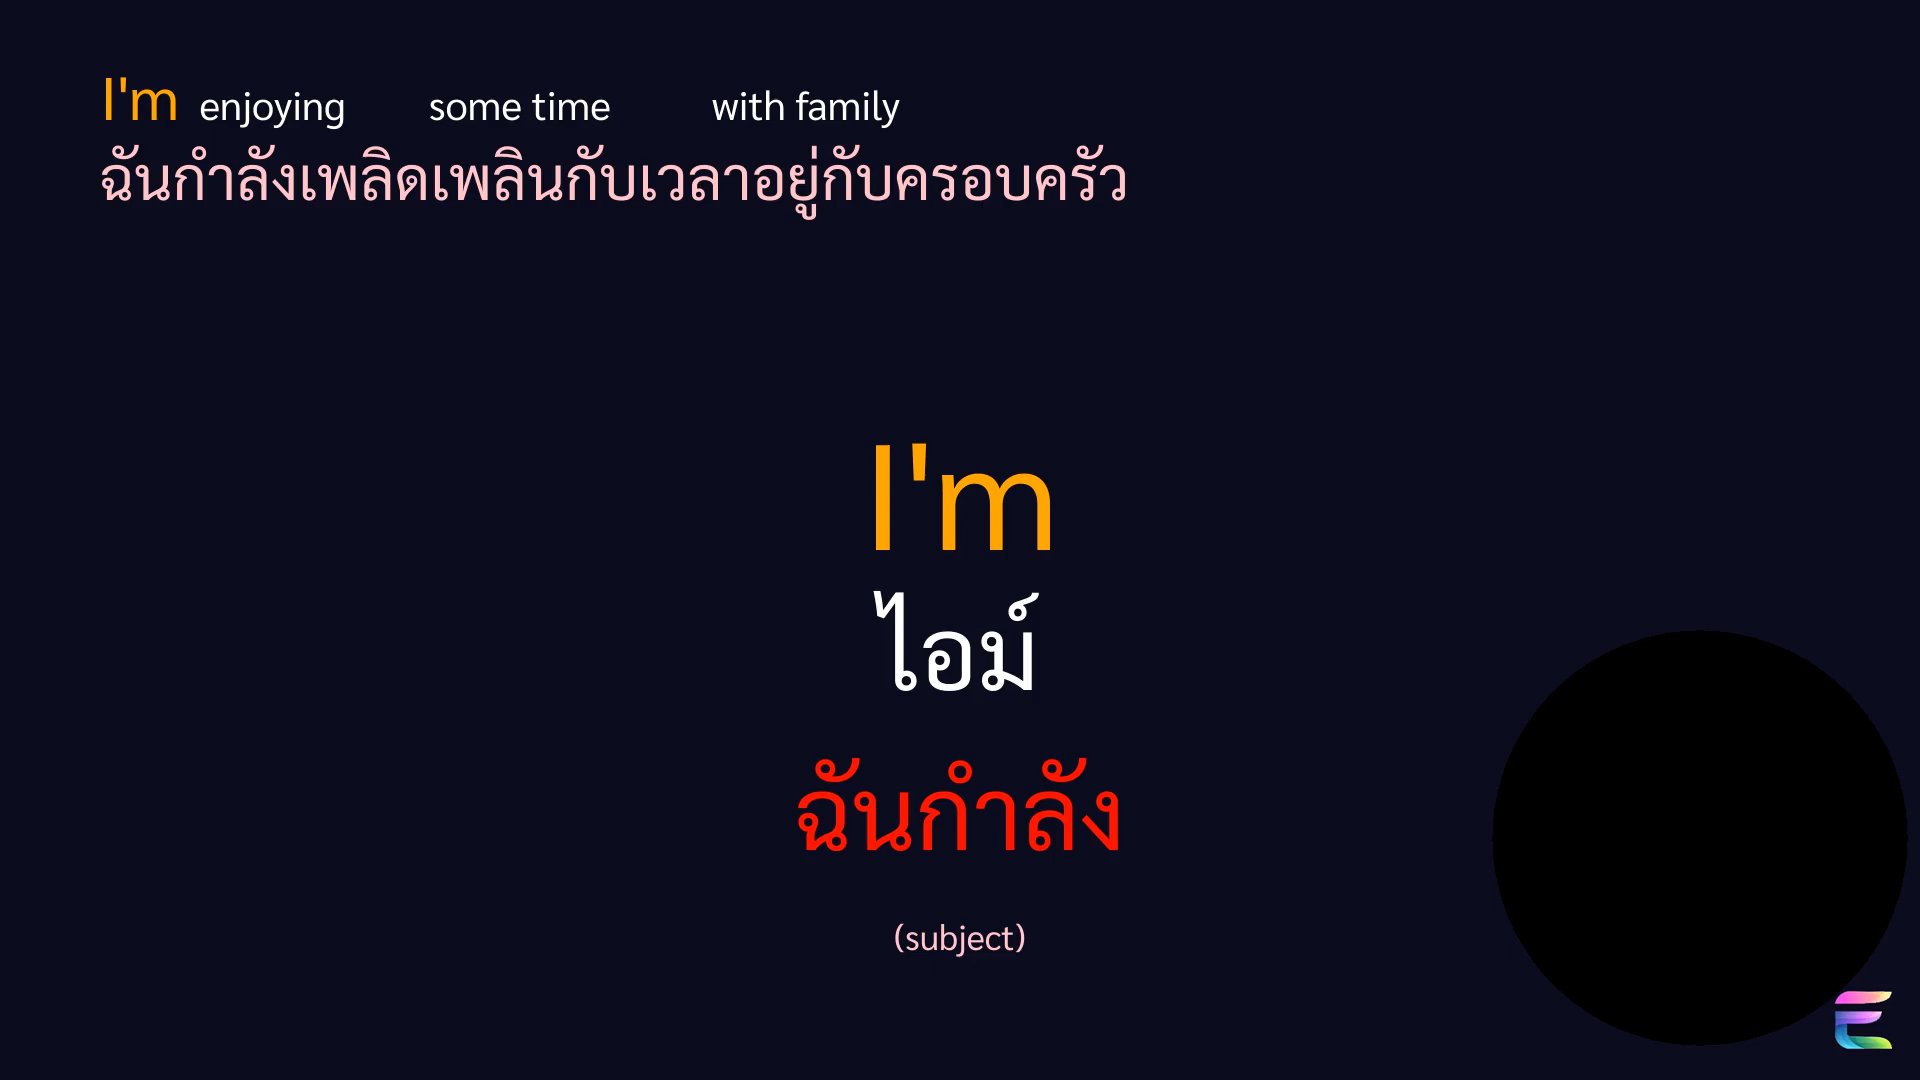 I'm enjoying some time with family
ฉันกำลังเพลิดเพลินกับเวลาอยู่กับครอบครัว
I'm
ไอม์
ฉันกำลัง
(subject)